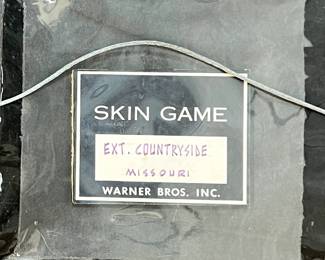 SKIN GAME
EXT. COUNTRYSIDE
MISSOURI
WARNER BROS. INC.